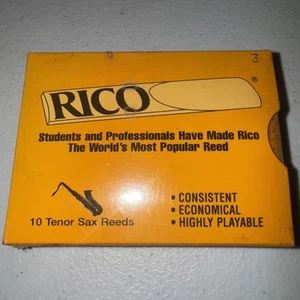 3
RICO®
Students and Professionals Have Made Rico
The World's Most Popular Reed
10 Tenor Sax Reeds
• CONSISTENT
• ECONOMICAL
• HIGHLY PLAYABLE